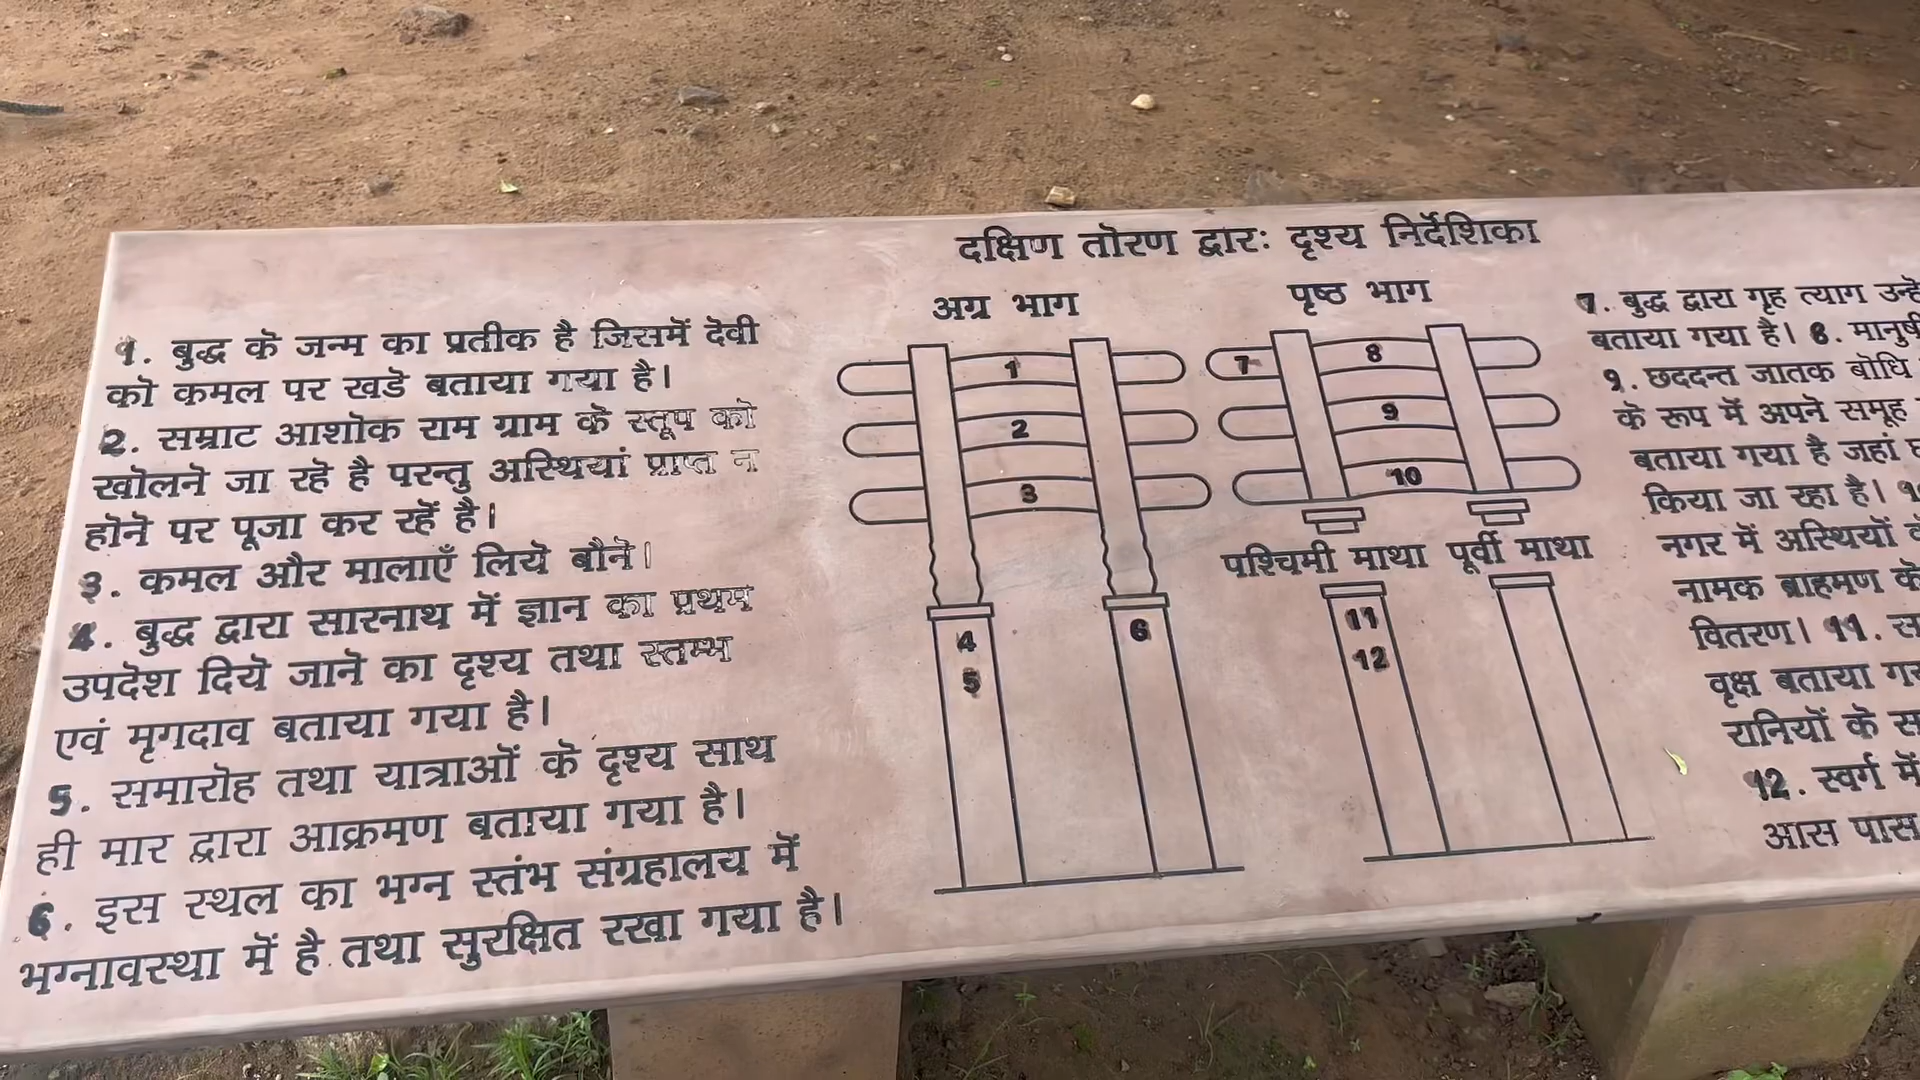 दक्षिण तोरण द्वारः दृश्य निर्देशिका
1. बुद्ध के जन्म का प्रतीक है जिसमें देवी
को कमल पर खडे बताया गया है।
2. सम्राट आशोक राम ग्राम के स्तूप को
खोलने जा रहे है परन्तु अस्थियां प्राप्त न
होने पर पूजा कर रहें है।
3. कमल और मालाएँ लिये बौने।
4. बुद्ध द्वारा सारनाथ में ज्ञान का प्रथम
उपदेश दिये जाने का दृश्य तथा स्तम्भ
एवं मृगदाव बताया गया है।
5. समारोह तथा यात्राओं के दृश्य साथ
ही मार द्वारा आक्रमण बताया गया है।
6. इस स्थल का भग्न स्तंभ संग्रहालय में
भग्नावस्था में है तथा सुरक्षित रखा गया है।
अग्र भाग
1
2
3
4
5
6
पृष्ठ भाग
7
8
9
10
पश्चिमी माथा पूर्वी माथा
11
12
7. बुद्ध द्वारा गृह त्याग उन्हे
बताया गया है। 8. मानुषी
9. छददन्त जातक बोधि
के रूप में अपने समूह
बताया गया है जहां
किया जा रहा है।
नगर में अस्थियों
नामक ब्राहमण के
वितरण। 11.
वृक्ष बताया
रानियों के
12. स्वर्ग में
आस पास